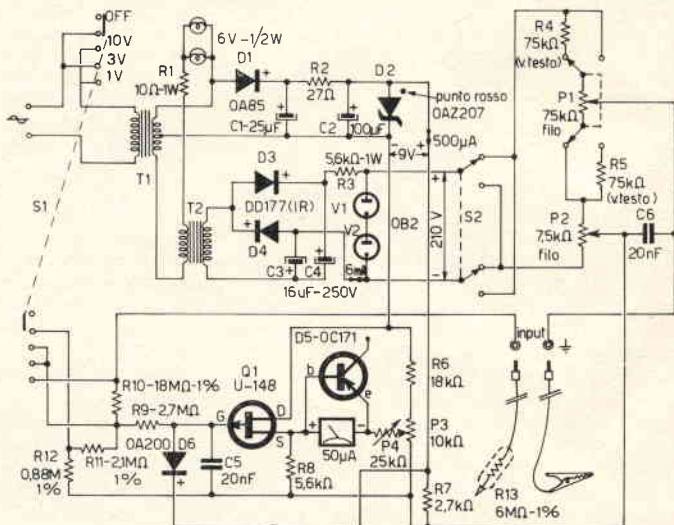 OFF
10V
3V
1V
6V-1/2W
R1
10Ω-1W
D1
OA85
C1-25µF
R2
27Ω
C2
100µF
D2
punto rosso
OAZ207
500µA
9V
R4
75kΩ
(v.testo)
P1
75kΩ
filo
R5
75kΩ
(v.testo)
P2
7,5kΩ
filo
C6
20nF
S1
T1
T2
D3
DD177(IR)
D4
C3
C4
16uF-250V
5,6kΩ-1W
R3
V1
V2
6mA
OB2
210 V
S2
input
D5-OC171
b
e
Q1
U-148
G
D
S
R10-18MΩ-1%
R9-2,7MΩ
OA200
D6
R12
0,88M
1%
R11-2,1MΩ
1%
C5
20nF
R8
5,6kΩ
50µA
P4
25kΩ
R6
18kΩ
P3
10kΩ
R7
2,7kΩ
R13
6MΩ-1%